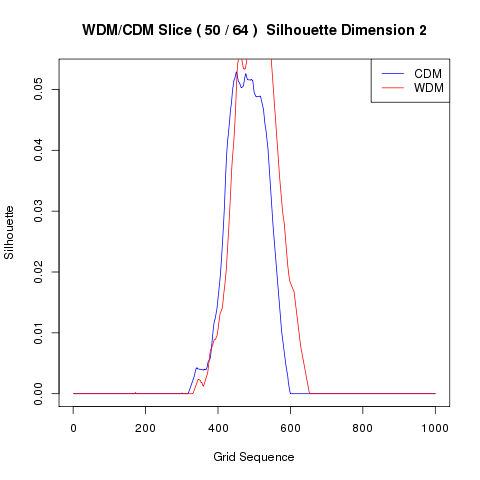 WDM/CDM Slice ( 50 / 64 )  Silhouette Dimension 2
CDM
WDM
Silhouette
0.05
0.04
0.03
0.02
0.01
0.00
0 200 400 600 800 1000
Grid Sequence